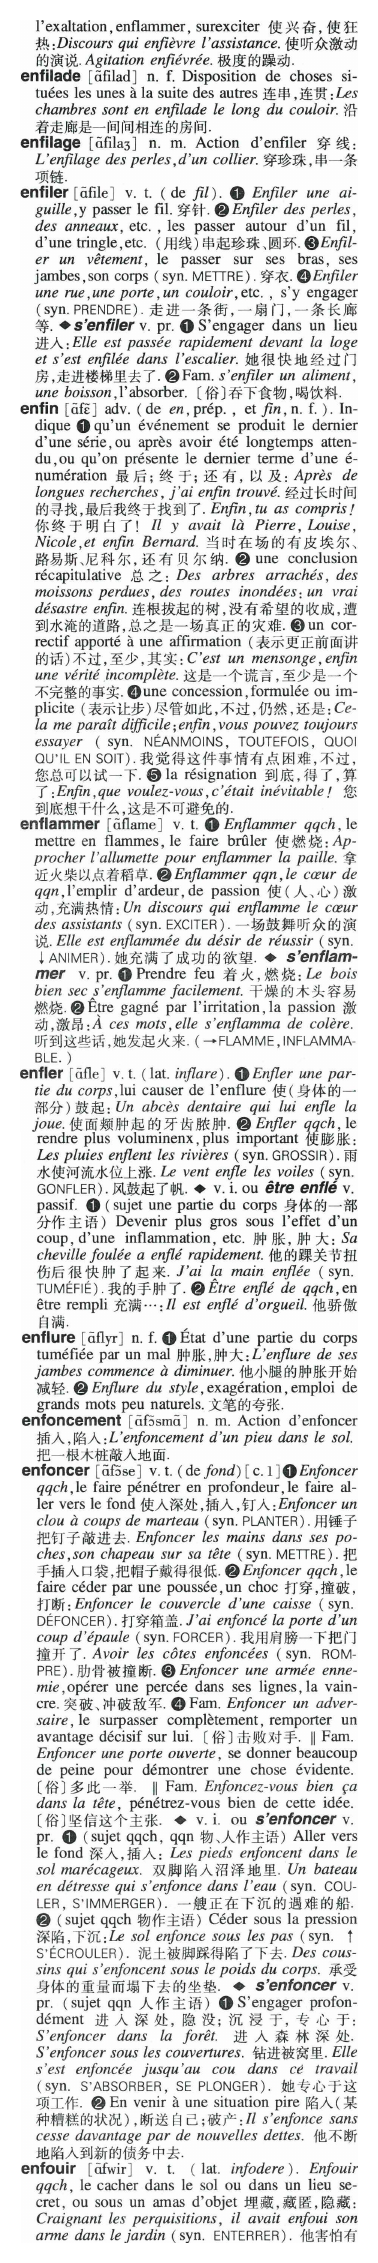 l'exaltation, enflammer, surexciter 使兴奋,使狂
热:Discours qui enfièvre l'assistance. 使听众激动
的演说. Agitation enfiévrée. 极度的躁动.
enfilade [ɑ̃filad] n. f. Disposition de choses si-
tuées les unes à la suite des autres 连串,连贯:Les
chambres sont en enfilade le long du couloir. 沿
着走廊是一间间相连的房间.
enfilage [ɑ̃filaʒ] n. m. Action d'enfiler 穿线:
L'enfilage des perles,d'un collier. 穿珍珠,串一条
项链.
enfiler [ɑ̃file] v. t. ( de fil). ❶ Enfiler une ai-
guille,y passer le fil. 穿针. ❷ Enfiler des perles,
des anneaux, etc. , les passer autour d'un fil,
d'une tringle,etc. (用线)串起珍珠、圆环. ❸Enfil-
er un vêtement, le passer sur ses bras, ses
jambes,son corps (syn. METTRE). 穿衣. ❹Enfiler
une rue,une porte,un couloir,etc. , s'y engager
(syn. PRENDRE). 走进一条街,一扇门,一条长廊
等. ◆s'enfiler v. pr. ❶ S'engager dans un lieu
进入:Elle est passée rapidement devant la loge
et s'est enfilée dans l'escalier. 她很快地经过门
房,走进楼梯里去了. ❷ Fam. s'enfiler un aliment,
une boisson,l'absorber. [俗]吞下食物,喝饮料.
enfin [ɑ̃fɛ̃] adv. ( de en, prép. , et fin, n. f. ). In-
dique ❶ qu'un événement se produit le dernier
d'une série,ou après avoir été longtemps atten-
du,ou qu'on présente le dernier terme d'une é-
numération 最后; 终于; 还有, 以及: Après de
longues recherches, j'ai enfin trouvé. 经过长时间
的寻找,最后我终于找到了. Enfin,tu as compris!
你终于明白了! Il y avait là Pierre, Louise,
Nicole,et enfin Bernard. 当时在场的有皮埃尔、
路易斯、尼科尔, 还有贝尔纳. ❷ une conclusion
récapitulative 总之: Des arbres arrachés, des
moissons perdues, des routes inondées: un vrai
désastre enfin. 连根拔起的树,没有希望的收成,遭
到水淹的道路,总之是一场真正的灾难. ❸ un cor-
rectif apporté à une affirmation (表示更正前面讲
的话)不过,至少,其实: C'est un mensonge, enfin
une vérité incomplète. 这是一个谎言,至少是一个
不完整的事实. ❹une concession,formulée ou im-
plicite (表示让步)尽管如此,不过,仍然,还是:Ce-
la me paraît difficile;enfin,vous pouvez toujours
essayer ( syn. NÉANMOINS, TOUTEFOIS, QUOI
QU'IL EN SOIT). 我觉得这件事情有点困难,不过,
您总可以试一下. ❺ la résignation 到底,得了,算
了:Enfin,que voulez-vous,c'était inévitable! 您
到底想干什么,这是不可避免的.
enflammer [ɑ̃flame] v. t. ❶ Enflammer qqch, le
mettre en flammes, le faire brûler 使燃烧: Ap-
procher l'allumette pour enflammer la paille. 拿
近火柴以点着稻草. ❷ Enflammer qqn,le cœur de
qqn,l'emplir d'ardeur,de passion 使(人、心)激
动,充满热情:Un discours qui enflamme le cœur
des assistants (syn. EXCITER). 一场鼓舞听众的演
说. Elle est enflammée du désir de réussir (syn.
↓ ANIMER). 她充满了成功的欲望. ◆ s'enflam-
mer v. pr. ❶ Prendre feu 着火,燃烧: Le bois
bien sec s'enflamme facilement. 干燥的木头容易
燃烧. ❷ Être gagné par l'irritation,la passion 激
动,激昂:À ces mots,elle s'enflamma de colère.
听到这些话,她发起火来. (→FLAMME,INFLAMMA-
BLE. )
enfler [ɑ̃fle] v. t. (lat. inflare). ❶ Enfler une par-
tie du corps,lui causer de l'enflure 使(身体的一
部分)鼓起: Un abcès dentaire qui lui enfle la
joue. 使面颊肿起的牙齿脓肿. ❷ Enfler qqch, le
rendre plus volumineux,plus important 使膨胀:
Les pluies enflent les rivières (syn. GROSSIR). 雨
水使河流水位上涨. Le vent enfle les voiles (syn.
GONFLER). 风鼓起了帆. ◆ v. i. ou être enflé v.
passif. ❶ (sujet une partie du corps 身体的一部
分作主语) Devenir plus gros sous l'effet d'un
coup, d'une inflammation, etc. 肿胀,肿大: Sa
cheville foulée a enflé rapidement. 他的踝关节扭
伤后很快肿了起来. J'ai la main enflée (syn.
TUMÉFIÉ). 我的手肿了. ❷ Être enflé de qqch,en
être rempli 充满…:Il est enflé d'orgueil. 他骄傲
自满.
enflure [ɑ̃flyr] n. f. ❶ État d'une partie du corps
tuméfiée par un mal 肿胀,肿大:L'enflure de ses
jambes commence à diminuer. 他小腿的肿胀开始
减轻. ❷ Enflure du style,exagération,emploi de
grands mots peu naturels. 文笔的夸张.
enfoncement [ɑ̃fɔ̃smɑ̃] n. m. Action d'enfoncer
插入,陷入:L'enfoncement d'un pieu dans le sol.
把一根木桩敲入地面.
enfoncer [ɑ̃fɔ̃se] v. t. ( de fond) [ c. 1 ]❶ Enfoncer
qqch,le faire pénétrer en profondeur,le faire al-
ler vers le fond 使入深处,插入,钉入:Enfoncer un
clou à coups de marteau (syn. PLANTER). 用锤子
把钉子敲进去. Enfoncer les mains dans ses po-
ches,son chapeau sur sa tête (syn. METTRE). 把
手插入口袋,把帽子戴得很低. ❷ Enfoncer qqch,le
faire céder par une poussée,un choc 打穿,撞破,
打断: Enfoncer le couvercle d'une caisse (syn.
DÉFONCER). 打穿箱盖. J'ai enfoncé la porte d'un
coup d'épaule (syn. FORCER). 我用肩膀一下把门
撞开了. Avoir les côtes enfoncées (syn. ROM-
PRE). 肋骨被撞断. ❸ Enfoncer une armée enne-
mie,opérer une percée dans ses lignes,la vain-
cre. 突破、冲破敌军. ❹ Fam. Enfoncer un adver-
saire,le surpasser complètement, remporter un
avantage décisif sur lui. [俗]击败对手. ‖ Fam.
Enfoncer une porte ouverte, se donner beaucoup
de peine pour démontrer une chose évidente.
[俗]多此一举. ‖ Fam. Enfoncez-vous bien ça
dans la tête, pénétrez-vous bien de cette idée.
[俗]坚信这个主张. ◆ v. i. ou s'enfoncer v.
pr. ❶ (sujet qqch, qqn 物、人作主语) Aller vers
le fond 深入,插入: Les pieds enfoncent dans le
sol marécageux. 双脚陷入沼泽地里. Un bateau
en détresse qui s'enfonce dans l'eau (syn. COU-
LER, S'IMMERGER). 一艘正在下沉的遇难的船.
❷ (sujet qqch 物作主语) Céder sous la pression
深陷,下沉:Le sol enfonce sous les pas (syn. ↑
S'ÉCROULER). 泥土被脚踩得陷了下去. Des cous-
sins qui s'enfoncent sous le poids du corps. 承受
身体的重量而塌下去的坐垫. ◆ s'enfoncer v.
pr. (sujet qqn 人作主语) ❶ S'engager profon-
dément 进入深处, 隐没; 沉浸于, 专心于:
S'enfoncer dans la forêt. 进入森林深处.
S'enfoncer sous les couvertures. 钻进被窝里. Elle
s'est enfoncée jusqu'au cou dans ce travail
(syn. S'ABSORBER, SE PLONGER). 她专心于这
项工作. ❷ En venir à une situation pire 陷入(某
种糟糕的状况),断送自己;破产:Il s'enfonce sans
cesse davantage par de nouvelles dettes. 他不断
地陷入到新的债务中去.
enfouir [ɑ̃fwir] v. t. ( lat. infodere). Enfouir
qqch,le cacher dans le sol ou dans un lieu se-
cret, ou sous un amas d'objet 埋藏,藏匿,隐藏:
Craignant les perquisitions, il avait enfoui son
arme dans le jardin (syn. ENTERRER). 他害怕有